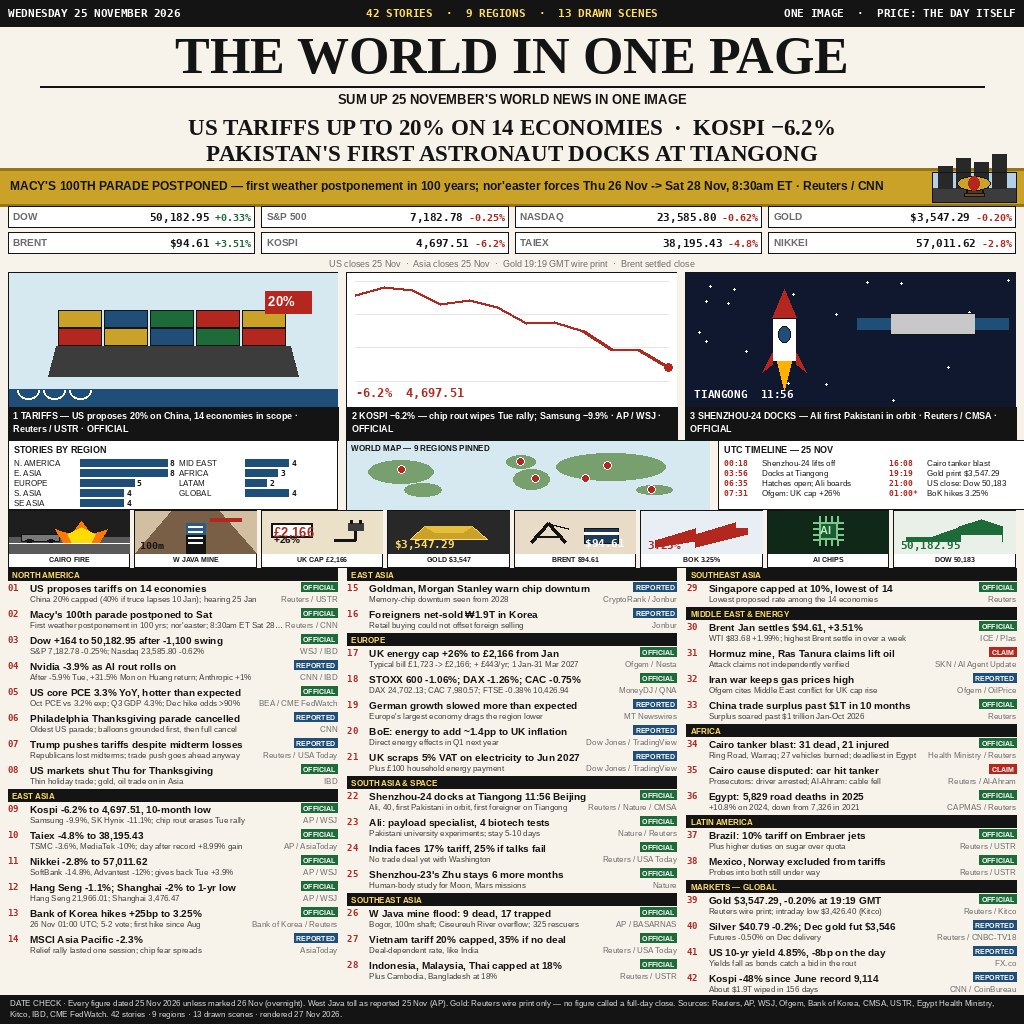 WEDNESDAY 25 NOVEMBER 2026
42 STORIES · 9 REGIONS · 13 DRAWN SCENES
ONE IMAGE · PRICE: THE DAY ITSELF
THE WORLD IN ONE PAGE
SUM UP 25 NOVEMBER'S WORLD NEWS IN ONE IMAGE
US TARIFFS UP TO 20% ON 14 ECONOMIES · KOSPI −6.2%
PAKISTAN'S FIRST ASTRONAUT DOCKS AT TIANGONG
MACY'S 100TH PARADE POSTPONED — first weather postponement in 100 years; nor'easter forces Thu 26 Nov -> Sat 28 Nov, 8:30am ET · Reuters / CNN
DOW 50,182.95 +0.33%
S&P 500 7,182.78 -0.25%
NASDAQ 23,585.80 -0.62%
GOLD $3,547.29 -0.20%
BRENT $94.61 +3.51%
KOSPI 4,697.51 -6.2%
TAIEX 38,195.43 -4.8%
NIKKEI 57,011.62 -2.8%
US closes 25 Nov · Asia closes 25 Nov · Gold 19:19 GMT wire print · Brent settled close
20%
1 TARIFFS — US proposes 20% on China, 14 economies in scope ·
Reuters / USTR · OFFICIAL
-6.2% 4,697.51
2 KOSPI −6.2% — chip rout wipes Tue rally; Samsung −9.9% · AP / WSJ ·
OFFICIAL
TIANGONG 11:56
3 SHENZHOU-24 DOCKS — Ali first Pakistani in orbit · Reuters / CMSA ·
OFFICIAL
STORIES BY REGION
N. AMERICA 8
E. ASIA 8
EUROPE 5
S. ASIA 4
SE ASIA 4
MID EAST 4
AFRICA 3
LATAM 2
GLOBAL 4
WORLD MAP — 9 REGIONS PINNED
UTC TIMELINE — 25 NOV
00:18 Shenzhou-24 lifts off
03:56 Docks at Tiangong
06:35 Hatches open; Ali boards
07:31 Ofgem: UK cap +26%
16:08 Cairo tanker blast
19:19 Gold print $3,547.29
21:00 US close: Dow 50,183
01:00* BoK hikes 3.25%
CAIRO FIRE
100m
W JAVA MINE
£2,166
+26%
UK CAP £2,166
$3,547.29
GOLD $3,547
$94.61
BRENT $94.61
3.25%
BOK 3.25%
AI
AI CHIPS
50,182.95
DOW 50,183
NORTH AMERICA
01 US proposes tariffs on 14 economies OFFICIAL
China 20% capped (40% if truce lapses 10 Jan); hearing 25 Jan Reuters / USTR
02 Macy's 100th parade postponed to Sat OFFICIAL
First weather postponement in 100 yrs; nor'easter; 8:30am ET Sat 28... Reuters / CNN
03 Dow +164 to 50,182.95 after -1,100 swing OFFICIAL
S&P 7,182.78 -0.25%; Nasdaq 23,585.80 -0.62% WSJ / IBD
04 Nvidia -3.9% as AI rout rolls on REPORTED
After -5.9% Tue, +31.5% Mon on Huang return; Anthropic +1% CNN / IBD
05 US core PCE 3.3% YoY, hotter than expected OFFICIAL
Oct PCE vs 3.2% exp; Q3 GDP 4.3%; Dec hike odds >90% BEA / CME FedWatch
06 Philadelphia Thanksgiving parade cancelled REPORTED
Oldest US parade; balloons grounded first, then full cancel CNN
07 Trump pushes tariffs despite midterm losses REPORTED
Republicans lost midterms; trade push goes ahead anyway Reuters / USA Today
08 US markets shut Thu for Thanksgiving OFFICIAL
Thin holiday trade; gold, oil trade on in Asia IBD
EAST ASIA
09 Kospi -6.2% to 4,697.51, 10-month low OFFICIAL
Samsung -9.9%, SK Hynix -11.1%; chip rout erases Tue rally AP / WSJ
10 Taiex -4.8% to 38,195.43 OFFICIAL
TSMC -3.6%, MediaTek -10%; day after record +8.99% gain AP / AsiaToday
11 Nikkei -2.8% to 57,011.62 OFFICIAL
SoftBank -14.8%, Advantest -12%; gives back Tue +3.9% AP / WSJ
12 Hang Seng -1.1%; Shanghai -2% to 1-yr low OFFICIAL
Hang Seng 21,966.01; Shanghai 3,476.47 AP / WSJ
13 Bank of Korea hikes +25bp to 3.25% OFFICIAL
26 Nov 01:00 UTC; 5-2 vote; first hike since Aug Bank of Korea / Reuters
14 MSCI Asia Pacific -2.3% REPORTED
Relief rally lasted one session; chip fear spreads AsiaToday
EAST ASIA
15 Goldman, Morgan Stanley warn chip downturn REPORTED
Memory-chip downturn seen from 2028 CryptoRank / Jonbur
16 Foreigners net-sold ₩1.9T in Korea REPORTED
Retail buying could not offset foreign selling Jonbur
EUROPE
17 UK energy cap +26% to £2,166 from Jan OFFICIAL
Typical bill £1,723 -> £2,166; + £443/yr; 1 Jan-31 Mar 2027 Ofgem / Nesta
18 STOXX 600 -1.06%; DAX -1.26%; CAC -0.75% OFFICIAL
DAX 24,702.13; CAC 7,980.57; FTSE -0.38% 10,426.94 MoneyDJ / QNA
19 German growth slowed more than expected REPORTED
Europe's largest economy drags the region lower MT Newswires
20 BoE: energy to add ~1.4pp to UK inflation REPORTED
Direct energy effects in Q1 next year Dow Jones / TradingView
21 UK scraps 5% VAT on electricity to Jun 2027 REPORTED
Plus £100 household energy payment Dow Jones / TradingView
SOUTH ASIA & SPACE
22 Shenzhou-24 docks at Tiangong 11:56 Beijing OFFICIAL
Ali, 40, first Pakistani in orbit, first foreigner on Tiangong Reuters / Nature / CMSA
23 Ali: payload specialist, 4 biotech tests OFFICIAL
Pakistani university experiments; stay 5-10 days Nature / Reuters
24 India faces 17% tariff, 25% if talks fail OFFICIAL
No trade deal yet with Washington Reuters / USA Today
25 Shenzhou-23's Zhu stays 6 more months OFFICIAL
Human-body study for Moon, Mars missions Nature
SOUTHEAST ASIA
26 W Java mine flood: 9 dead, 17 trapped OFFICIAL
Bogor, 100m shaft; Ciseureuh River overflow; 325 rescuers AP / BASARNAS
27 Vietnam tariff 20% capped, 35% if no deal OFFICIAL
Deal-dependent rate, like India Reuters / USA Today
28 Indonesia, Malaysia, Thai capped at 18% OFFICIAL
Plus Cambodia, Bangladesh at 18% Reuters / USTR
SOUTHEAST ASIA
29 Singapore capped at 10%, lowest of 14 OFFICIAL
Lowest proposed rate among the 14 economies Reuters
MIDDLE EAST & ENERGY
30 Brent Jan settles $94.61, +3.51% OFFICIAL
WTI $83.68 +1.99%; highest Brent settle in over a week ICE / Plas
31 Hormuz mine, Ras Tanura claims lift oil CLAIM
Attack claims not independently verified SKN / AI Agent Update
32 Iran war keeps gas prices high REPORTED
Ofgem cites Middle East conflict for UK cap rise Ofgem / OilPrice
33 China trade surplus past $1T in 10 months OFFICIAL
Surplus soared past $1 trillion Jan-Oct 2026 Reuters
AFRICA
34 Cairo tanker blast: 31 dead, 21 injured OFFICIAL
Ring Road, Warraq; 27 vehicles burned; deadliest in Egypt Health Ministry / Reuters
35 Cairo cause disputed: car hit tanker CLAIM
Prosecutors: driver arrested; Al-Ahram: cable fell Reuters / Al-Ahram
36 Egypt: 5,829 road deaths in 2025 OFFICIAL
+10.8% on 2024, down from 7,326 in 2021 CAPMAS / Reuters
LATIN AMERICA
37 Brazil: 10% tariff on Embraer jets OFFICIAL
Plus higher duties on sugar over quota Reuters / USTR
38 Mexico, Norway excluded from tariffs OFFICIAL
Probes into both still under way Reuters / USTR
MARKETS — GLOBAL
39 Gold $3,547.29, -0.20% at 19:19 GMT OFFICIAL
Reuters wire print; intraday low $3,426.40 (Kitco) Reuters / Kitco
40 Silver $40.79 -0.2%; Dec gold fut $3,546 REPORTED
Futures -0.50% on Dec delivery Reuters / CNBC-TV18
41 US 10-yr yield 4.85%, -8bp on the day REPORTED
Yields fall as bonds catch a bid in the rout FX.co
42 Kospi -48% since June record 9,114 REPORTED
About $1.9T wiped in 156 days CNN / CoinBureau
DATE CHECK · Every figure dated 25 Nov 2026 unless marked 26 Nov (overnight). West Java toll as reported 25 Nov (AP). Gold: Reuters wire print only — no figure called a full-day close. Sources: Reuters, AP, WSJ, Ofgem, Bank of Korea, CMSA, USTR, Egypt Health Ministry,
Kitco, IBD, CME FedWatch. 42 stories · 9 regions · 13 drawn scenes · rendered 27 Nov 2026.